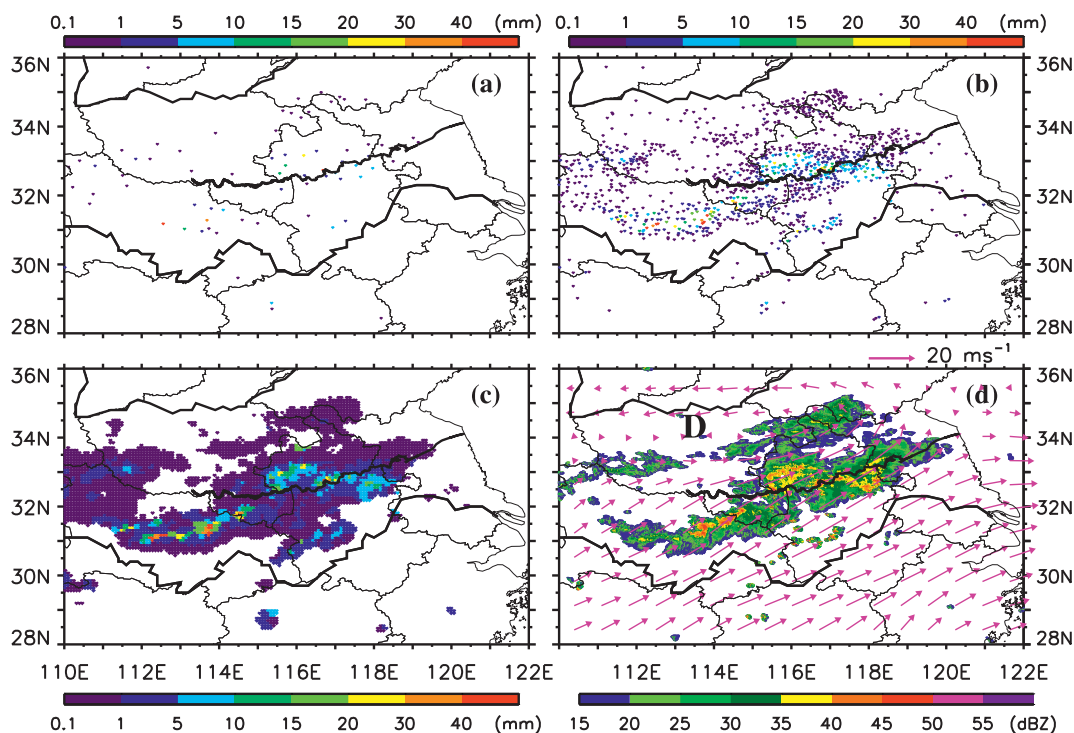 0.1 1 5 10 15 20 30 40 (mm)
0.1 1 5 10 15 20 30 40 (mm)
36N 36N
(a) (b)
34N 34N
32N 32N
30N 30N
28N 28N
20 ms⁻¹
36N 36N
(c) (d)
D
34N 34N
32N 32N
30N 30N
28N 28N
110E 112E 114E 116E 118E 120E 122E
112E 114E 116E 118E 120E 122E
0.1 1 5 10 15 20 30 40 (mm)
15 20 25 30 35 40 45 50 55 (dBZ)